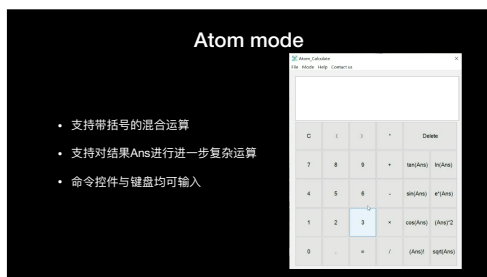 Atom mode
• 支持带括号的混合运算
• 支持对结果Ans进行进一步复杂运算
• 命令控件与键盘均可输入
Atom_Calculate
File Mode Help Contact us
C ( ) Delete
7 8 9 + tan(Ans) ln(Ans)
4 5 6 - sin(Ans) e^(Ans)
1 2 3 × cos(Ans) (Ans)^2
0 . = / (Ans)! sqrt(Ans)